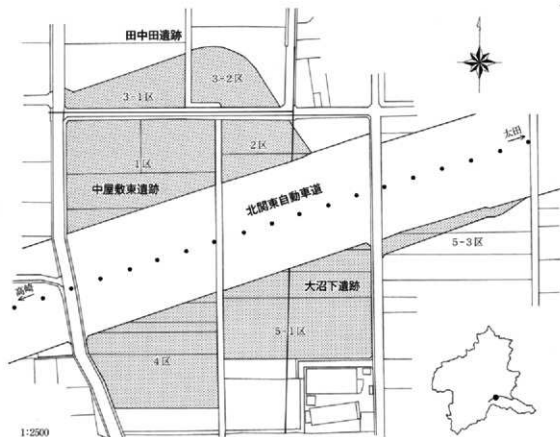 田中田遺跡
3-2区
3-1区
太田
2区
1区
中屋敷東遺跡
北関東自動車道
5-3区
大沼下遺跡
高崎
5-1区
4区
1:2500